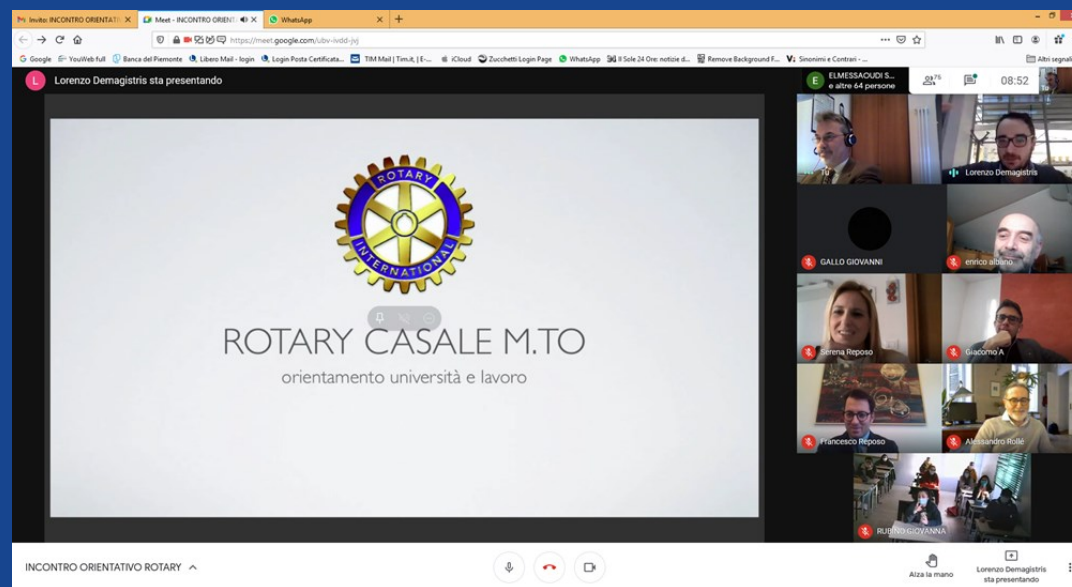 Invito: INCONTRO ORIENTATI
Meet - INCONTRO ORIENT
WhatsApp
https://meet.google.com/ubv-ivdd-jvj
Google
YouWeb full
Banca del Piemonte
Libero Mail - login
Login Posta Certificata...
TIM Mail | Tim.it, | E-...
iCloud
Zucchetti Login Page
WhatsApp
Il Sole 24 Ore: notizie d...
Remove Background F...
Sinonimi e Contrari - ...
Altri segnali
L
Lorenzo Demagistris sta presentando
E
ELMESSAOUDI S...
e altre 64 persone
75
08:52
Tu
ROTARY
INTERNATIONAL
ROTARY CASALE M.TO
orientamento università e lavoro
Tu
Lorenzo Demagistris
GALLO GIOVANNI
enrico albano
Serena Reposo
Giacomo A
Francesco Reposo
Alessandro Rollé
RUBINO GIOVANNA
INCONTRO ORIENTATIVO ROTARY
Alza la mano
Lorenzo Demagistris
sta presentando